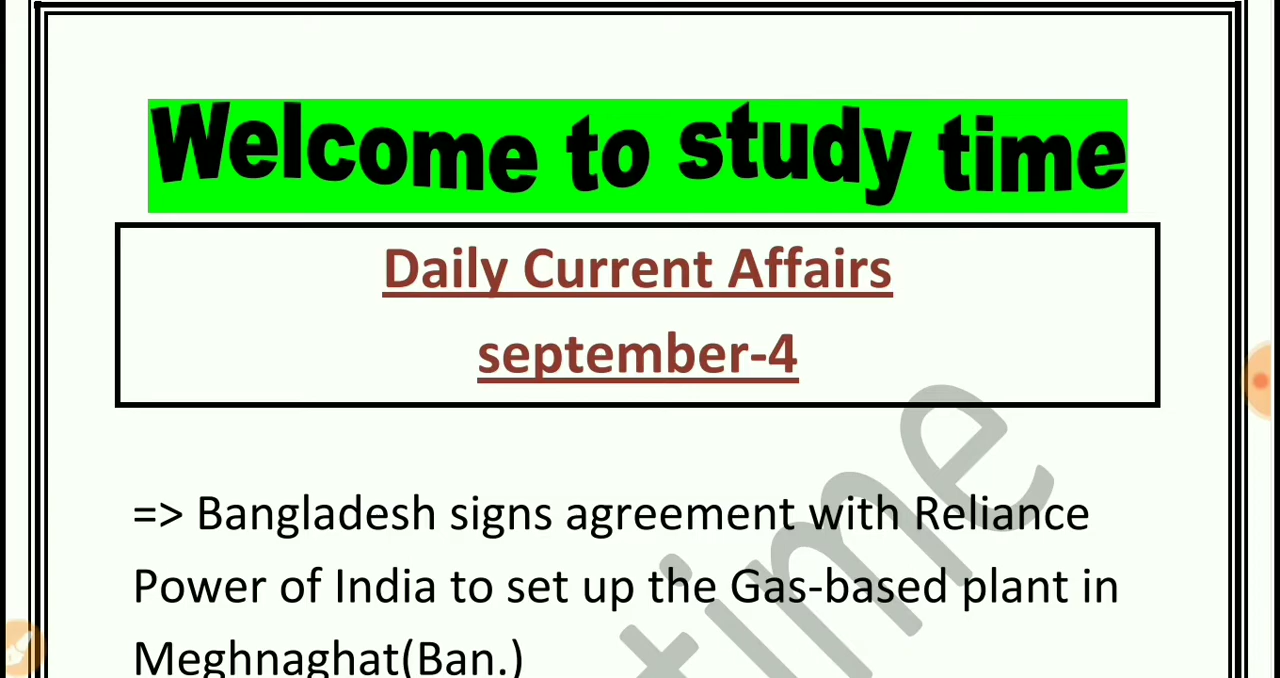 Welcome to study time
Daily Current Affairs
september-4
=> Bangladesh signs agreement with Reliance
Power of India to set up the Gas-based plant in
Meghnaghat(Ban.)
time